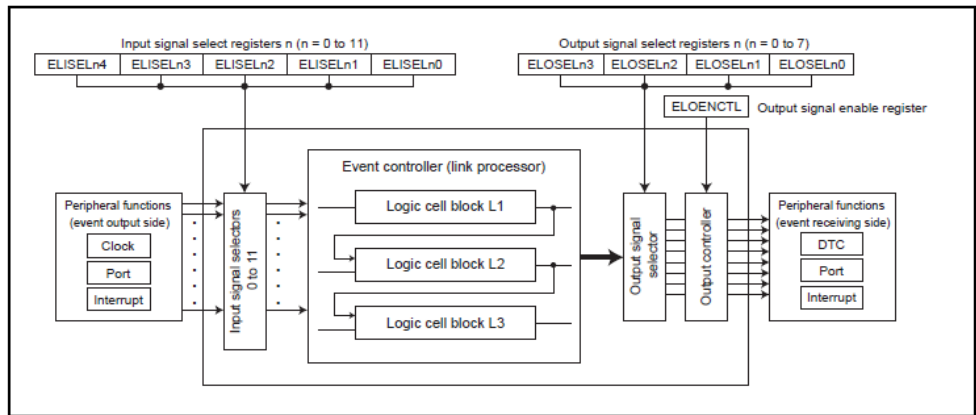 Input signal select registers n (n = 0 to 11)
ELISELn4 ELISELn3 ELISELn2 ELISELn1 ELISELn0
Output signal select registers n (n = 0 to 7)
ELOSELn3 ELOSELn2 ELOSELn1 ELOSELn0
ELOENCTL
Output signal enable register
Peripheral functions
(event output side)
Clock
Port
Interrupt
Input signal selectors
0 to 11
Event controller (link processor)
Logic cell block L1
Logic cell block L2
Logic cell block L3
Output signal
selector
Output controller
Peripheral functions
(event receiving side)
DTC
Port
Interrupt